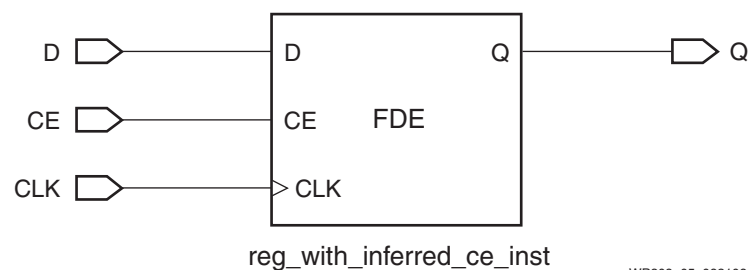 D D Q Q
CE CE FDE
CLK CLK
reg_with_inferred_ce_inst